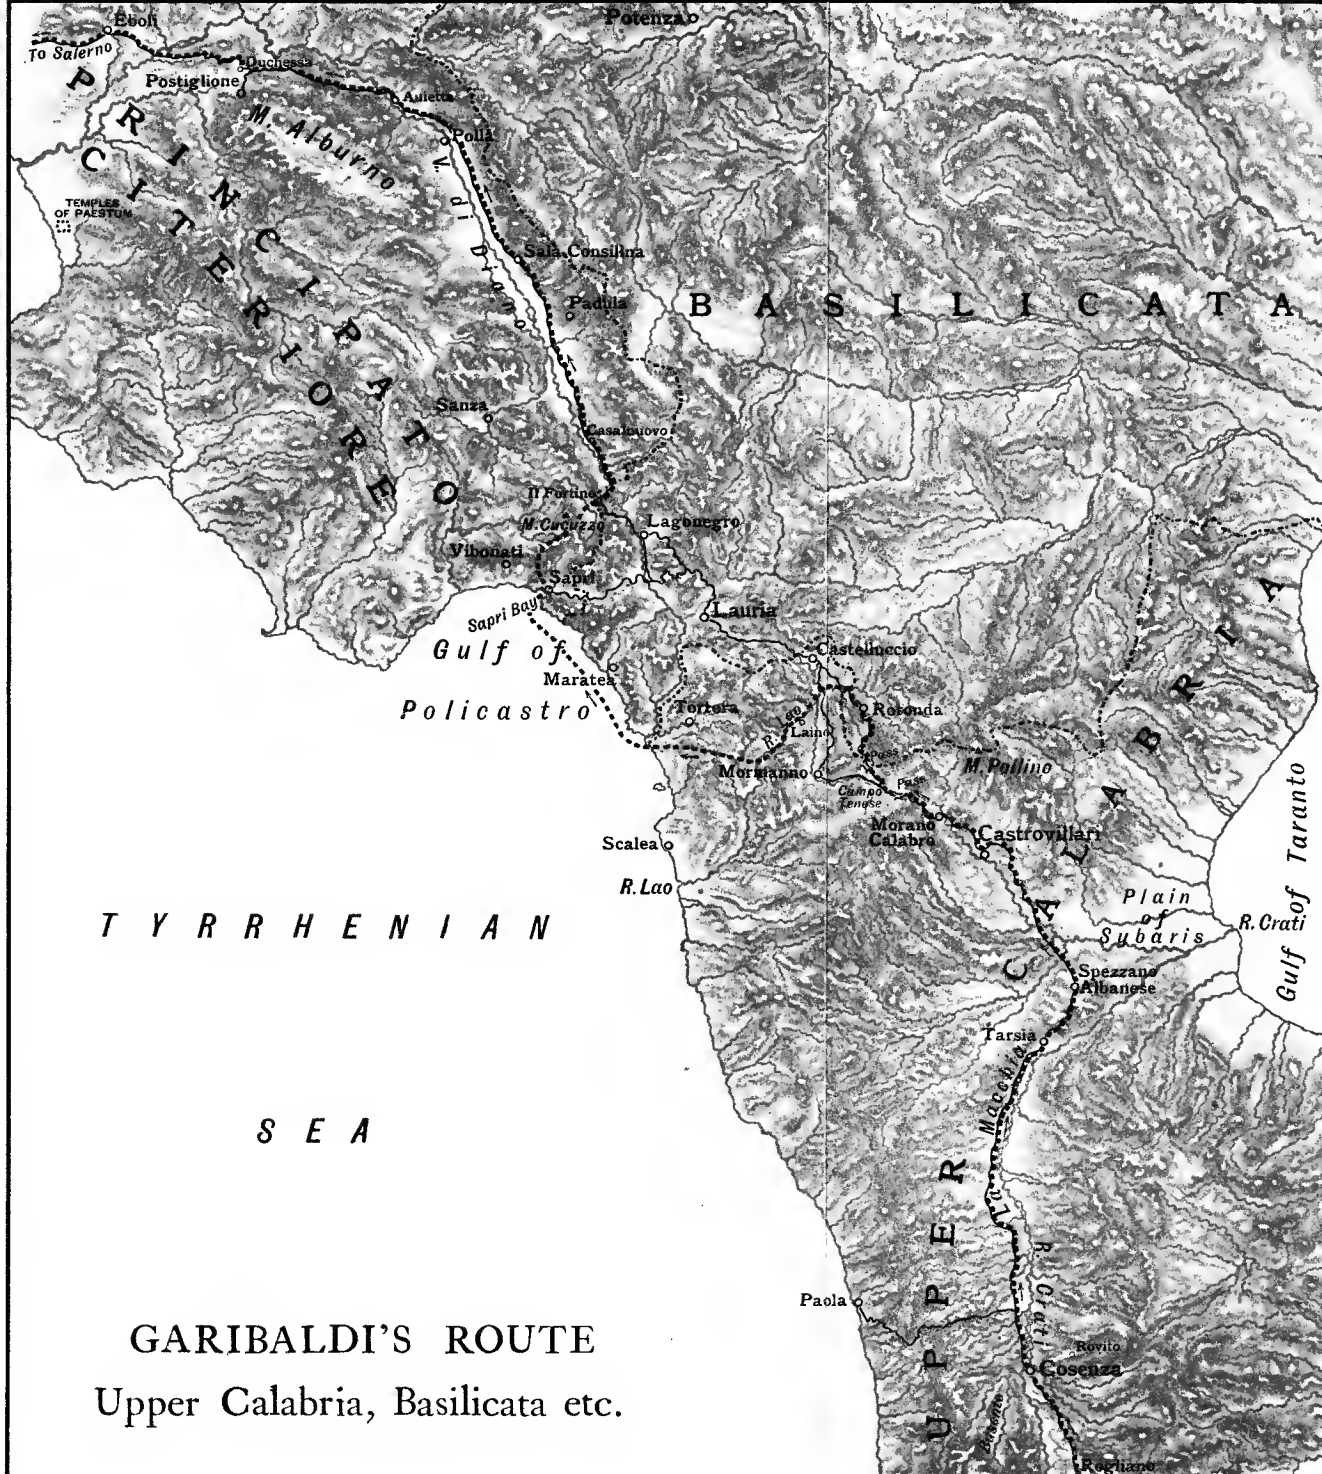 Potenza
Eboli
To Salerno
Duchessa
Postiglione
Auletta
M. Alburno
Polla
PRINCIPATO
CITERIORE
V. di Diano
TEMPLES
OF PAESTUM
Sala Consilina
Padula
BASILICATA
Sanza
Casalnuovo
Il Fortino
M. Cucuzzo
Lagonegro
Vibonati
Sapri
Sapri Bay
Lauria
Gulf of
Policastro
Castelluccio
Maratea
Tortora
R. Lao
Laino
Rotonda
Pass
M. Pollino
Mormanno
Campo
Tenese
Pass
Morano
Calabro
Castrovillari
Scalea
R. Lao
Gulf of Taranto
Plain
of
Subaris
R. Crati
TYRRHENIAN
SEA
Spezzano
Albanese
Tarsia
La Macchia
UPPER CALABRIA
R. Crati
Paola
Rovito
Cosenza
Busento
Rogliano
GARIBALDI'S ROUTE
Upper Calabria, Basilicata etc.